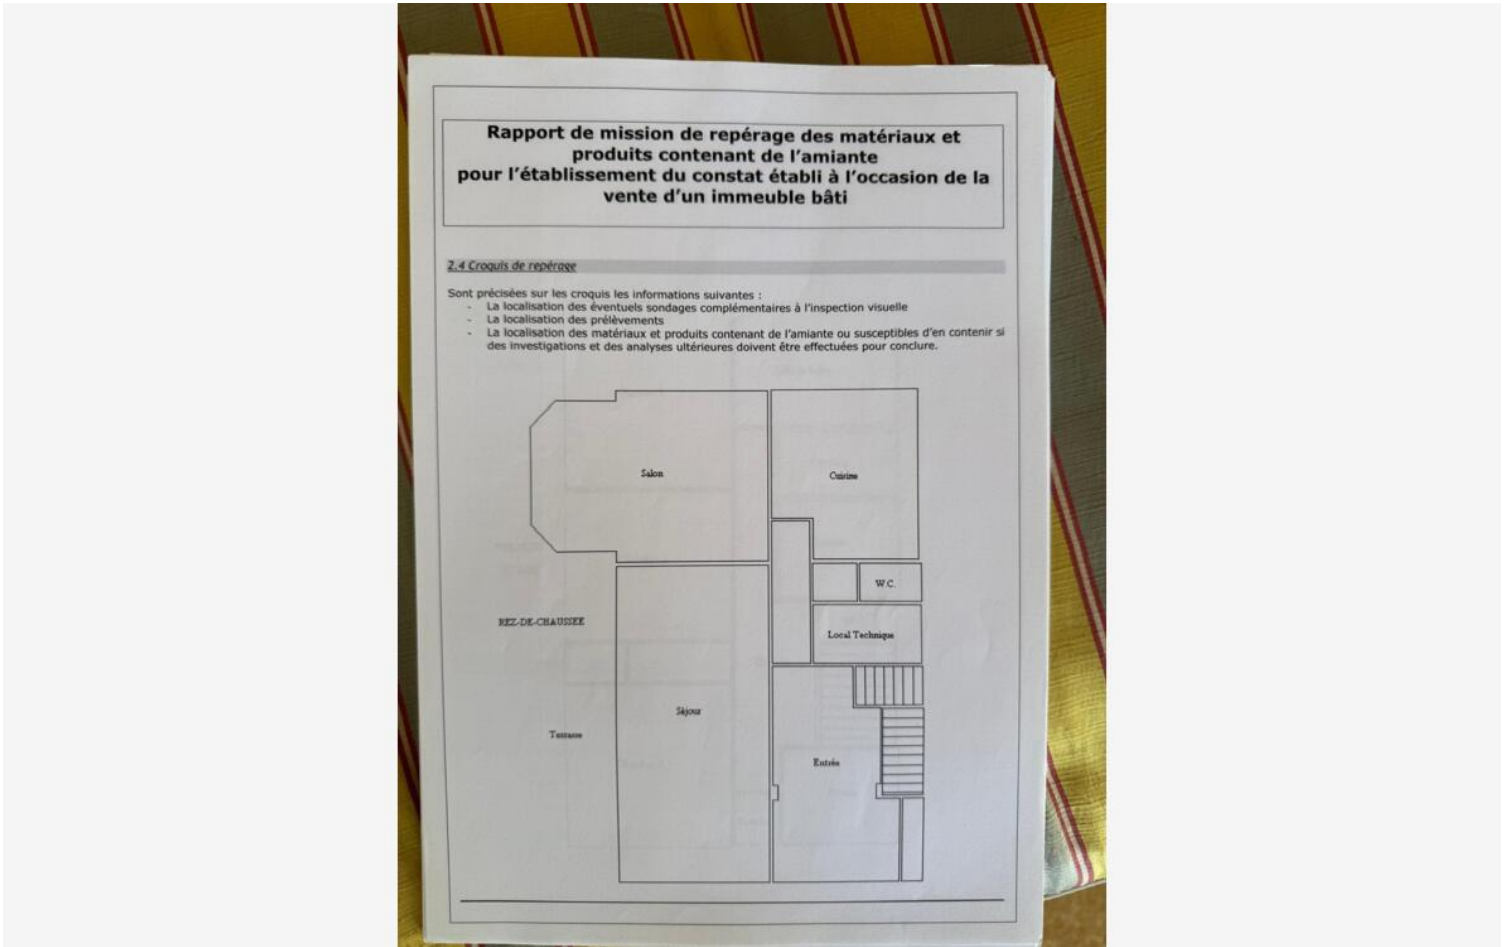 Rapport de mission de repérage des matériaux et
produits contenant de l'amiante
pour l'établissement du constat établi à l'occasion de la
vente d'un immeuble bâti
2.4 Croquis de repérage
Sont précisées sur les croquis les informations suivantes :
- La localisation des éventuels sondages complémentaires à l'inspection visuelle
- La localisation des prélèvements
- La localisation des matériaux et produits contenant de l'amiante ou susceptibles d'en contenir si
des investigations et des analyses ultérieures doivent être effectuées pour conclure.
Salon
Cuisine
W.C.
REZ-DE-CHAUSSEE
Local Technique
Séjour
Terrasse
Entrée